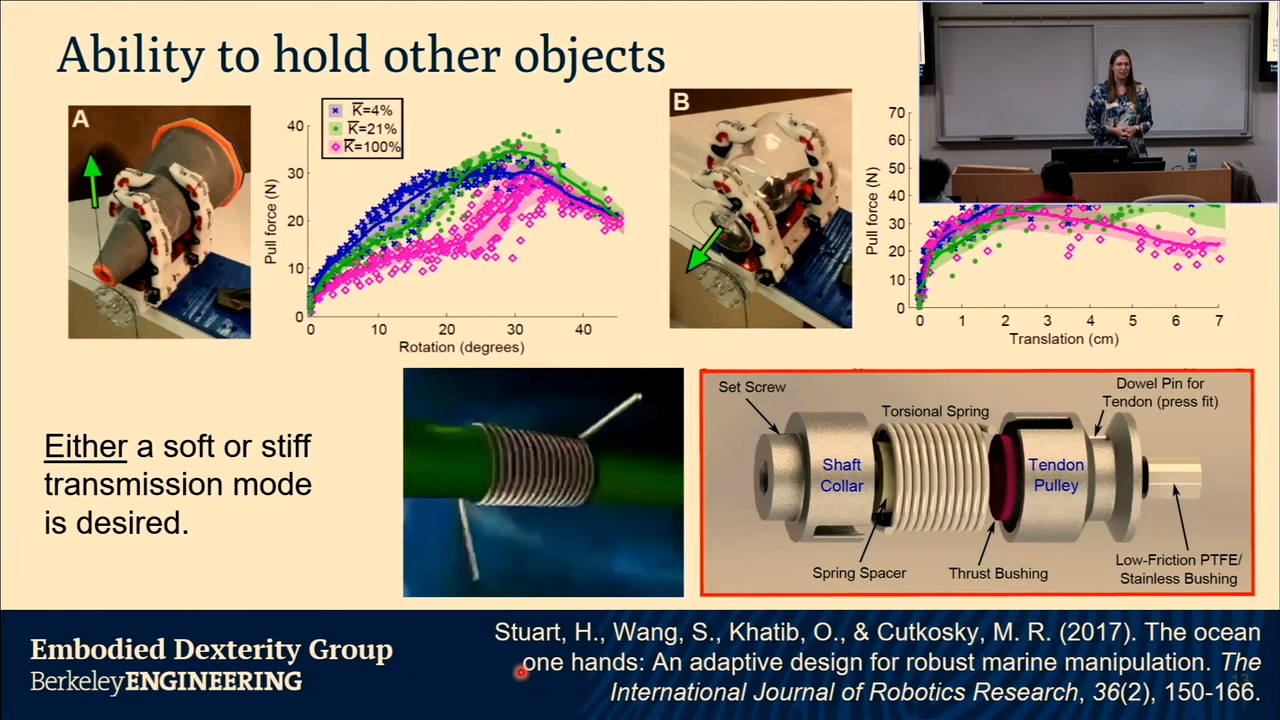 Ability to hold other objects
A
K̅=4%
K̅=21%
K̅=100%
40
30
20
10
0
Pull force (N)
0 10 20 30 40
Rotation (degrees)
B
70
60
50
40
30
20
10
0
Pull force (N)
0 1 2 3 4 5 6 7
Translation (cm)
Either a soft or stiff
transmission mode
is desired.
Set Screw
Torsional Spring
Dowel Pin for
Tendon (press fit)
Shaft
Collar
Tendon
Pulley
Spring Spacer
Thrust Bushing
Low-Friction PTFE/
Stainless Bushing
Embodied Dexterity Group
BerkeleyENGINEERING
Stuart, H., Wang, S., Khatib, O., & Cutkosky, M. R. (2017). The ocean
one hands: An adaptive design for robust marine manipulation. The
International Journal of Robotics Research, 36(2), 150-166.
13